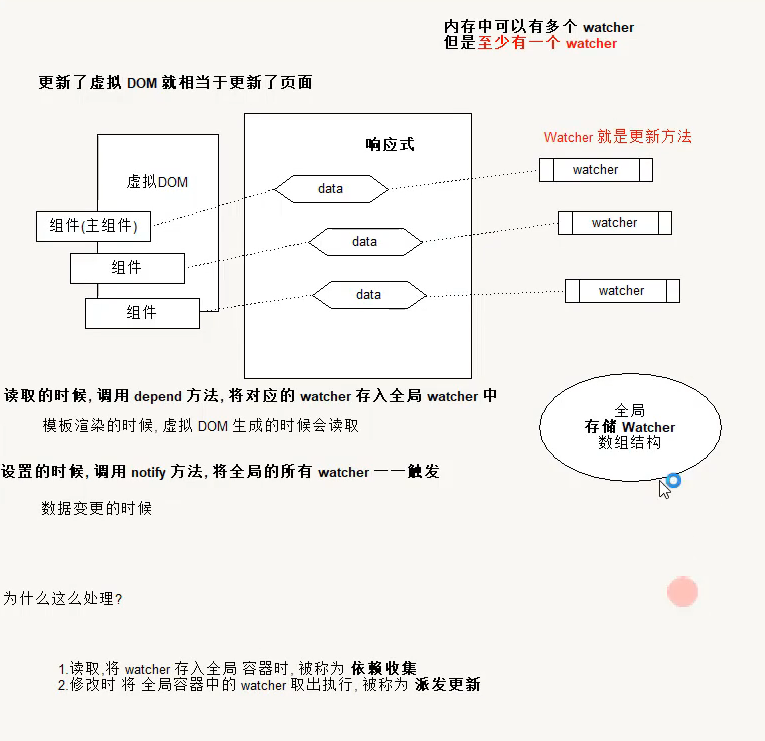 内存中可以有多个 watcher
但是至少有一个 watcher
更新了虚拟 DOM 就相当于更新了页面
响应式
Watcher 就是更新方法
虚拟DOM
data
watcher
组件(主组件)
data
watcher
组件
data
watcher
组件
读取的时候, 调用 depend 方法, 将对应的 watcher 存入全局 watcher 中
模板渲染的时候, 虚拟 DOM 生成的时候会读取
全局
存储 Watcher
数组结构
设置的时候, 调用 notify 方法, 将全局的所有 watcher 一一触发
数据变更的时候
为什么这么处理?
1.读取,将 watcher 存入全局 容器时, 被称为 依赖收集
2.修改时 将 全局容器中的 watcher 取出执行, 被称为 派发更新